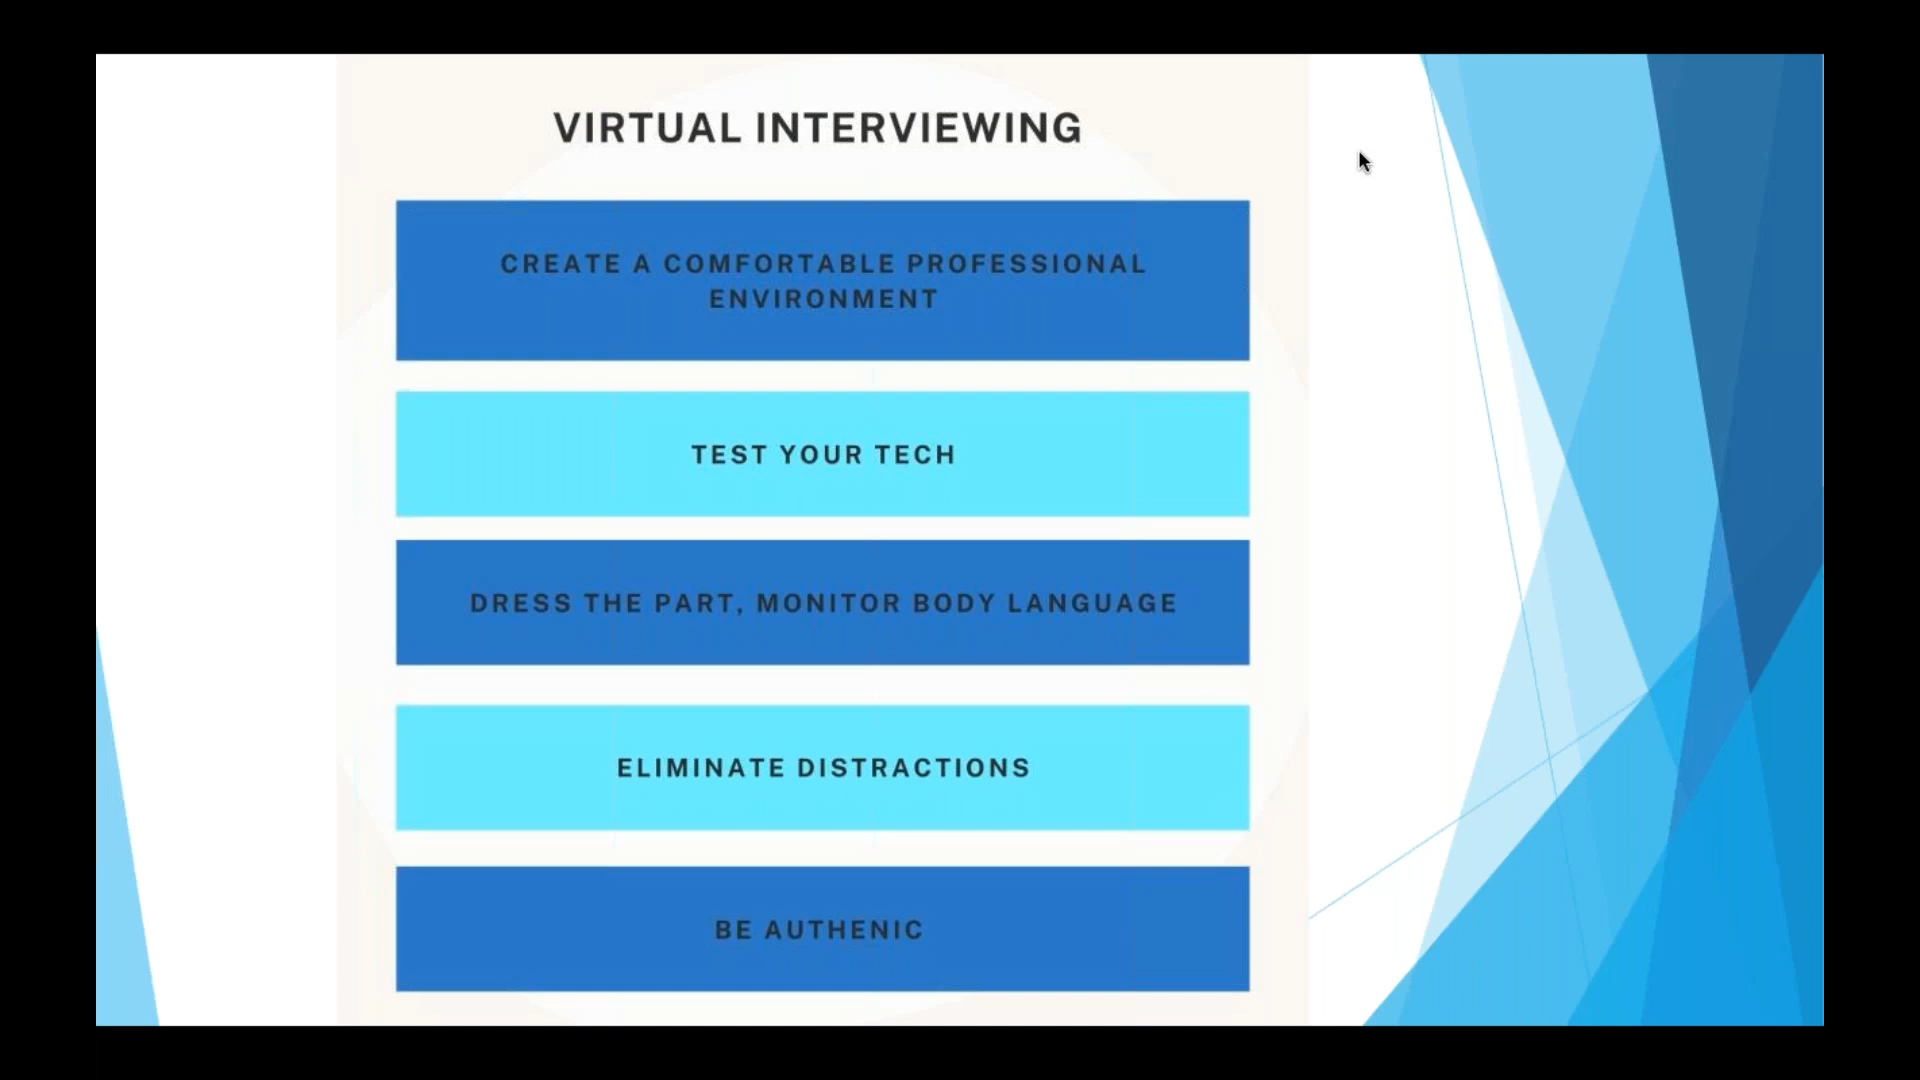 VIRTUAL INTERVIEWING
CREATE A COMFORTABLE PROFESSIONAL
ENVIRONMENT
TEST YOUR TECH
DRESS THE PART, MONITOR BODY LANGUAGE
ELIMINATE DISTRACTIONS
BE AUTHENIC